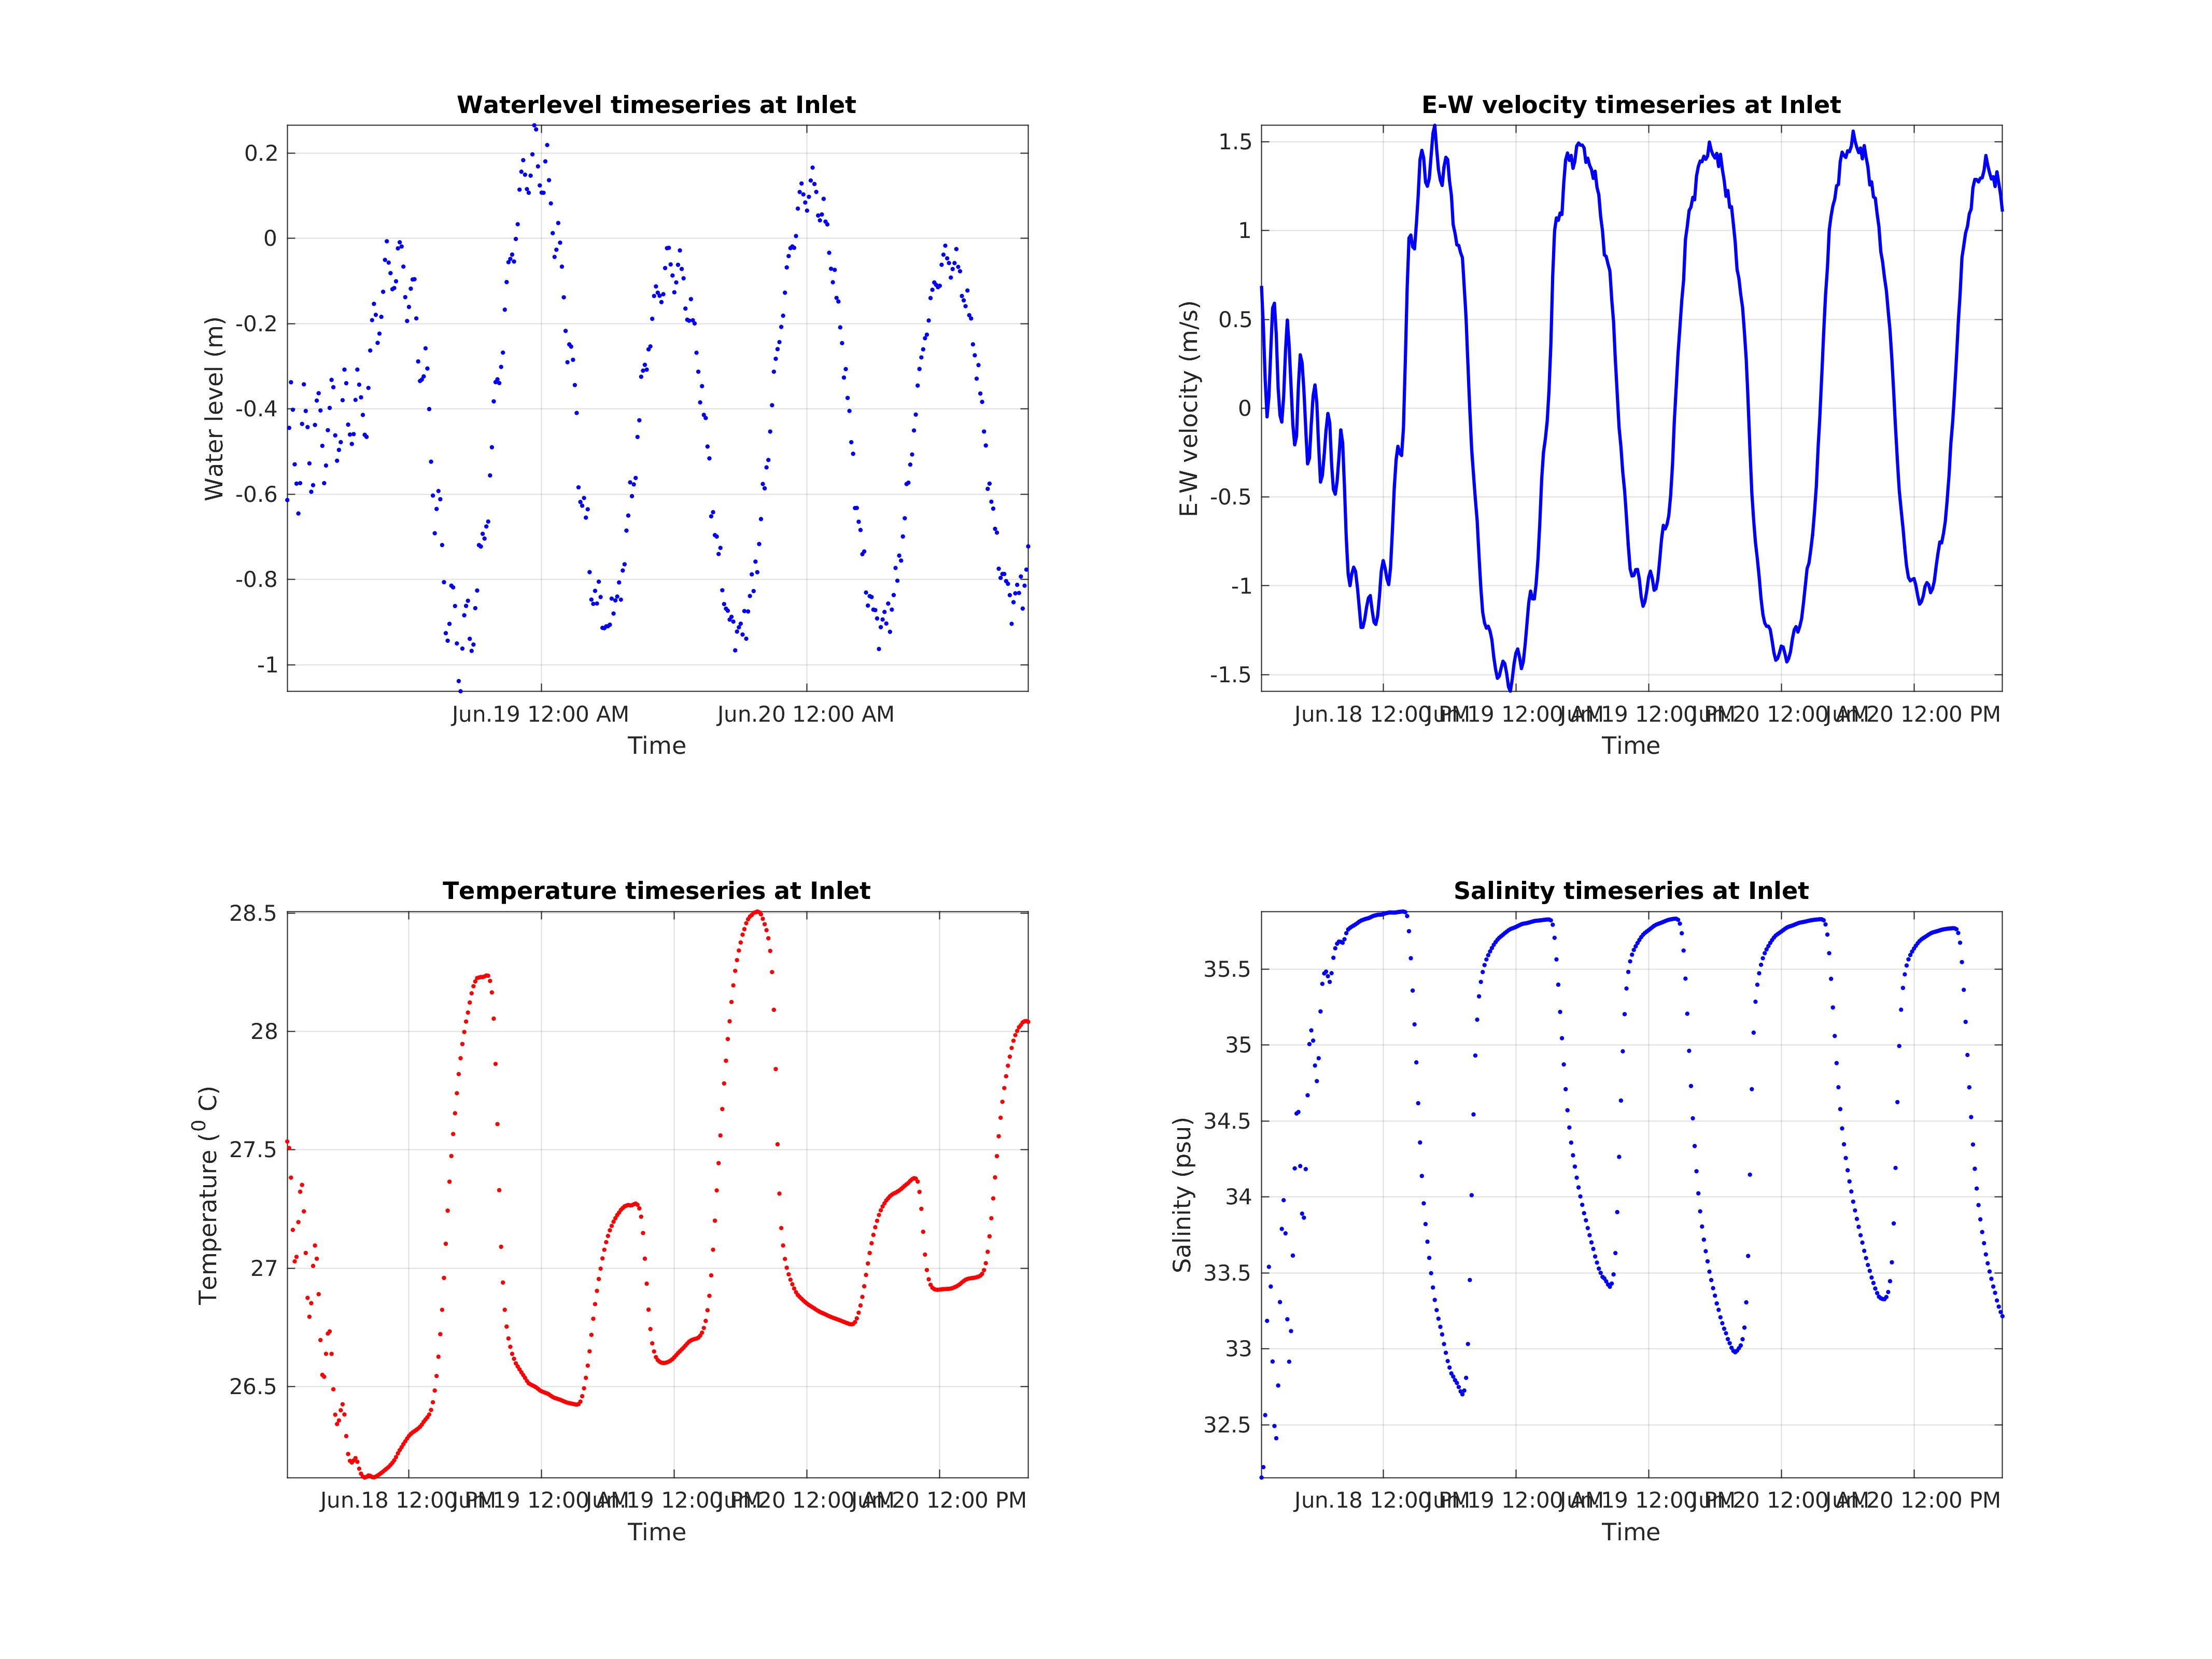 Waterlevel timeseries at Inlet
0.2
0
-0.2
-0.4
-0.6
-0.8
-1
Water level (m)
Jun.19 12:00 AM
Jun.20 12:00 AM
Time
E-W velocity timeseries at Inlet
1.5
1
0.5
0
-0.5
-1
-1.5
E-W velocity (m/s)
Jun.18 12:00 PM
Jun.19 12:00 AM
Jun.19 12:00 PM
Jun.20 12:00 AM
Jun.20 12:00 PM
Time
Temperature timeseries at Inlet
28.5
28
27.5
27
26.5
Temperature (⁰ C)
Jun.18 12:00 PM
Jun.19 12:00 AM
Jun.19 12:00 PM
Jun.20 12:00 AM
Jun.20 12:00 PM
Time
Salinity timeseries at Inlet
35.5
35
34.5
34
33.5
33
32.5
Salinity (psu)
Jun.18 12:00 PM
Jun.19 12:00 AM
Jun.19 12:00 PM
Jun.20 12:00 AM
Jun.20 12:00 PM
Time